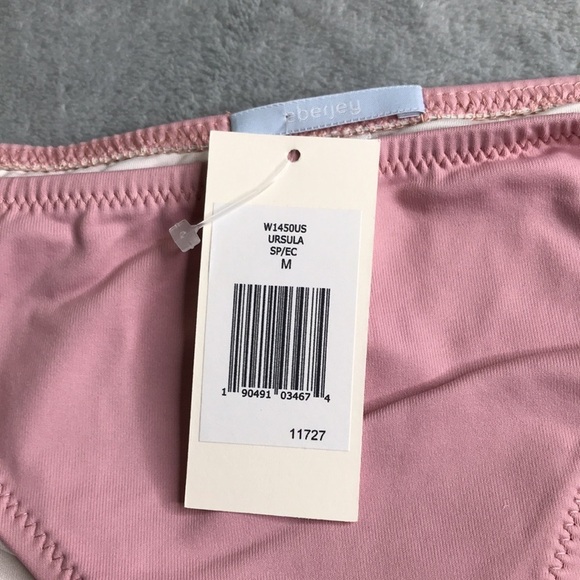 eberjey
W1450US
URSULA
SP/EC
M
1 90491 03467 4
11727